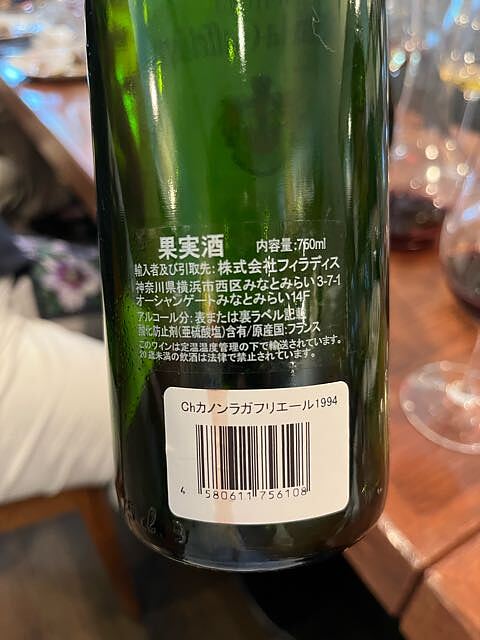 果実酒 内容量:750ml
輸入者及び引取先: 株式会社フィラディス
神奈川県横浜市西区みなとみらい3-7-1
オーシャンゲートみなとみらい14F
アルコール分: 表または裏ラベル記載
酸化防止剤(亜硫酸塩)含有/原産国:フランス
このワインは定温温度管理の下で輸送されています。
20歳未満の飲酒は法律で禁止されています。
Chカノンラガフリエール1994
4 580611 756108